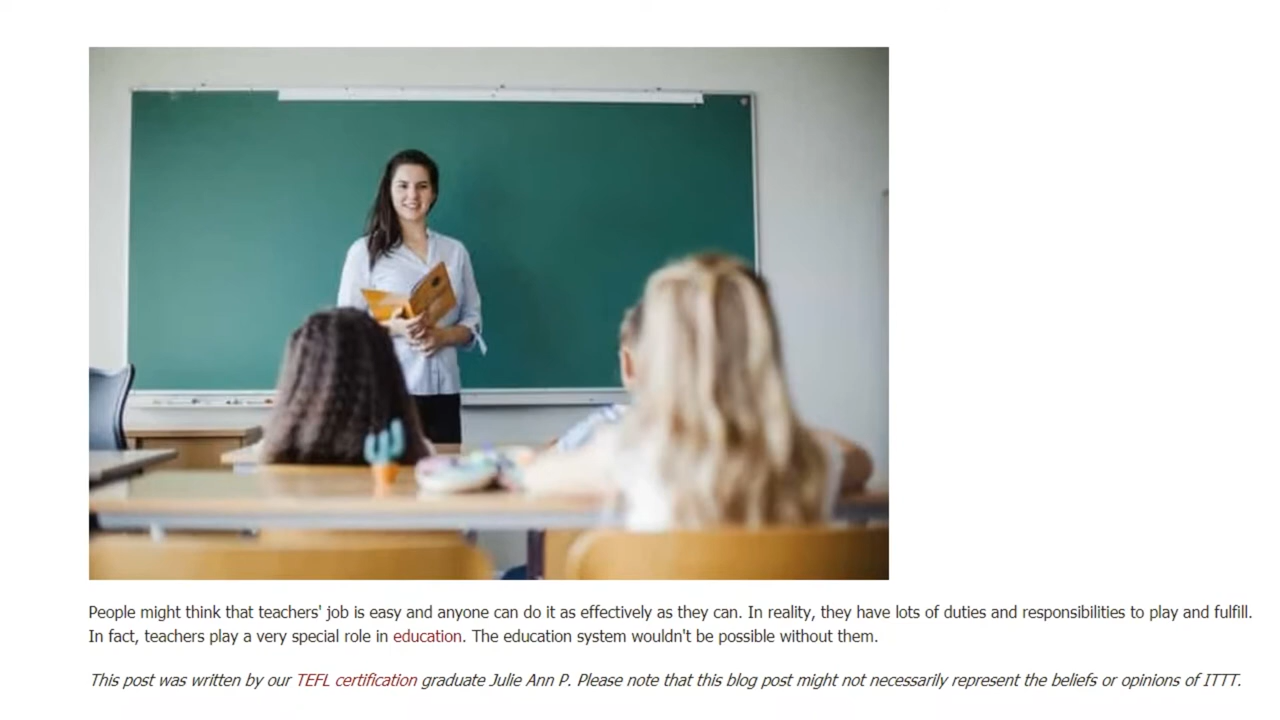 People might think that teachers' job is easy and anyone can do it as effectively as they can. In reality, they have lots of duties and responsibilities to play and fulfill.
In fact, teachers play a very special role in education. The education system wouldn't be possible without them.
This post was written by our TEFL certification graduate Julie Ann P. Please note that this blog post might not necessarily represent the beliefs or opinions of ITTT.